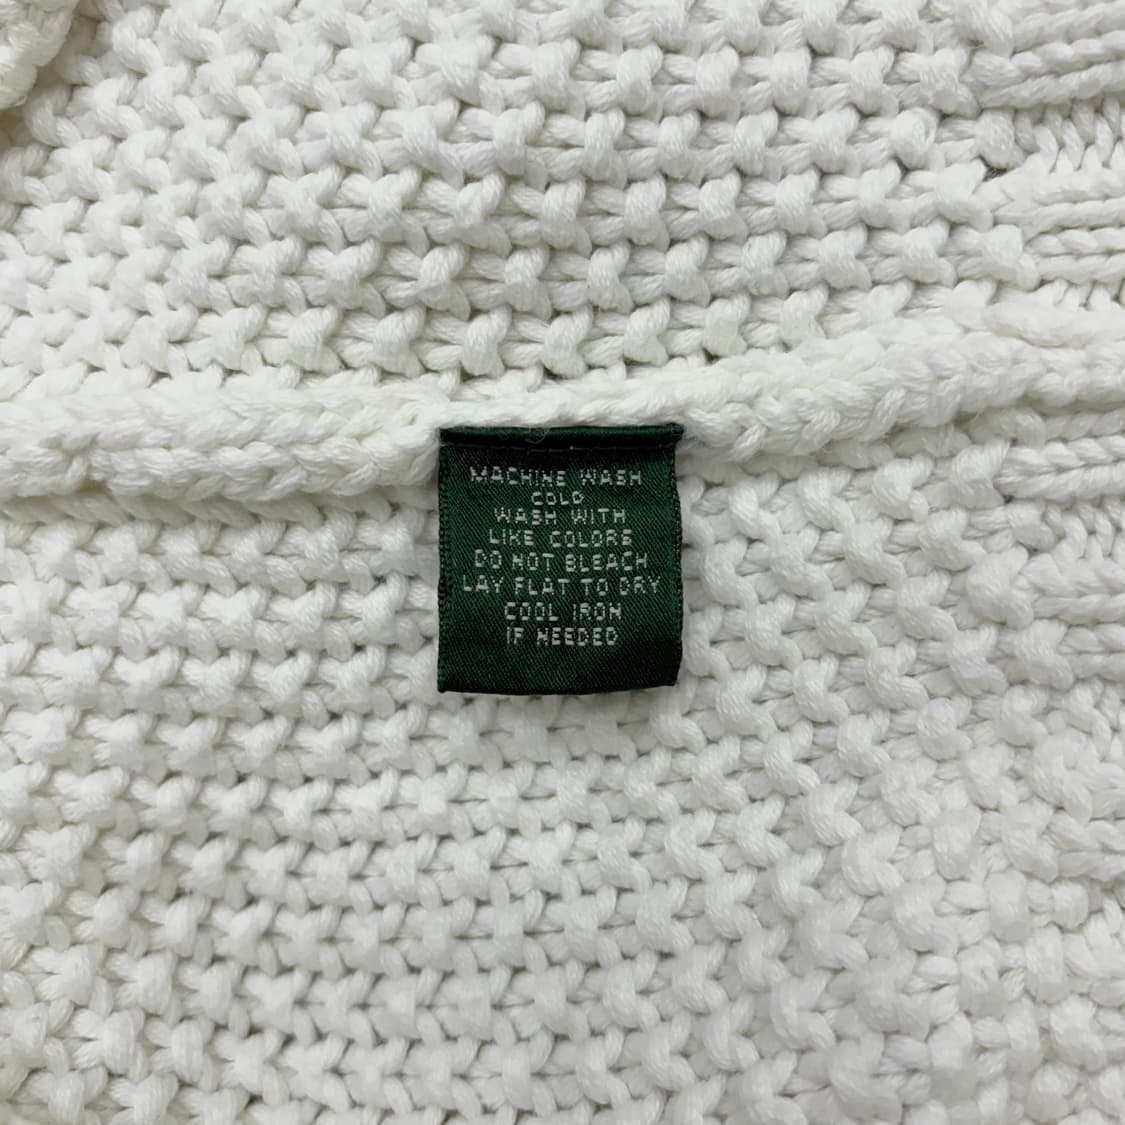 MACHINE WASH
COLD
WASH WITH
LIKE COLORS
DO NOT BLEACH
LAY FLAT TO DRY
COOL IRON
IF NEEDED